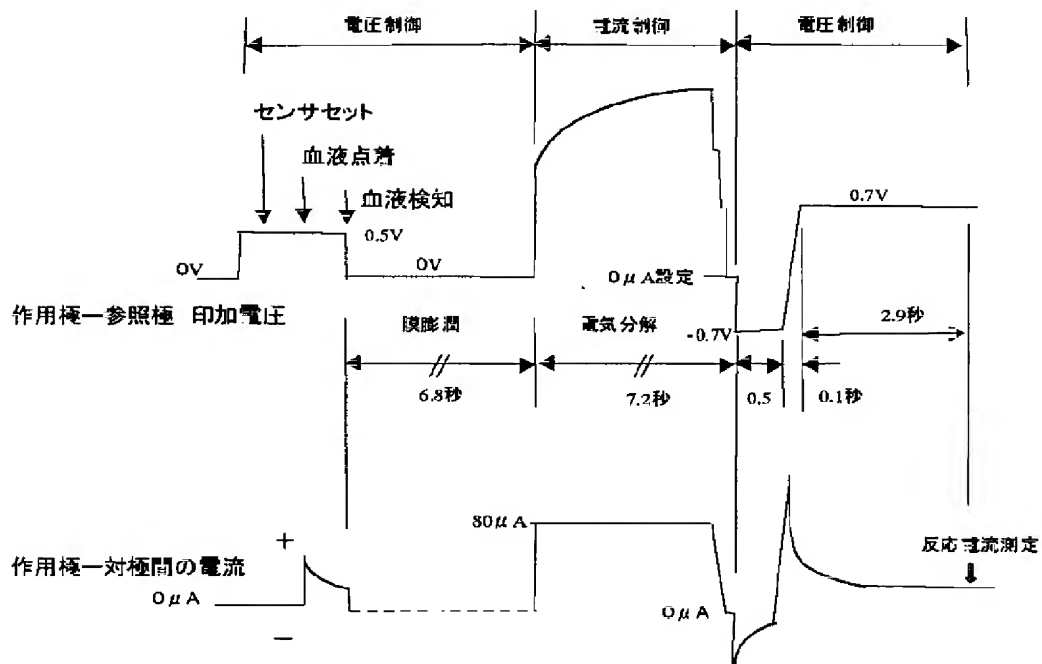 電圧制御
電流制御
電圧制御
センサセット
血液点着
血液検知
0.5V
0.7V
0V
0V
0μA設定
作用極ー参照極 印加電圧
膜膨潤
電気分解
-0.7V
2.9秒
6.8秒
7.2秒
0.5
0.1秒
80μA
+
反応電流測定
作用極ー対極間の電流
0μA
0μA
−